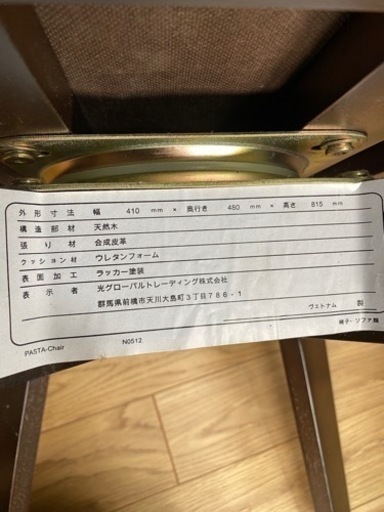 外形寸法 幅 410 mm × 奥行き 480 mm × 高さ 815 mm
構造部材 天然木
張り材 合成皮革
クッション材 ウレタンフォーム
表面加工 ラッカー塗装
表示者 光グローバルトレーディング株式会社
群馬県前橋市天川大島町3丁目786-1
ヴェトナム 製
PASTA-Chair N0512 椅子・ソファ類